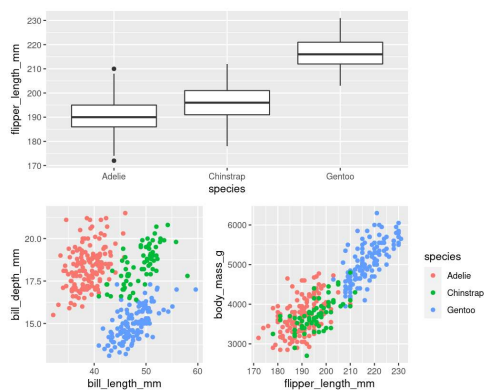 flipper_length_mm
230
220
210
200
190
180
170
Adelie Chinstrap Gentoo
species
bill_depth_mm
20.0
17.5
15.0
40 50 60
bill_length_mm
body_mass_g
6000
5000
4000
3000
170 180 190 200 210 220 230
flipper_length_mm
species
Adelie
Chinstrap
Gentoo